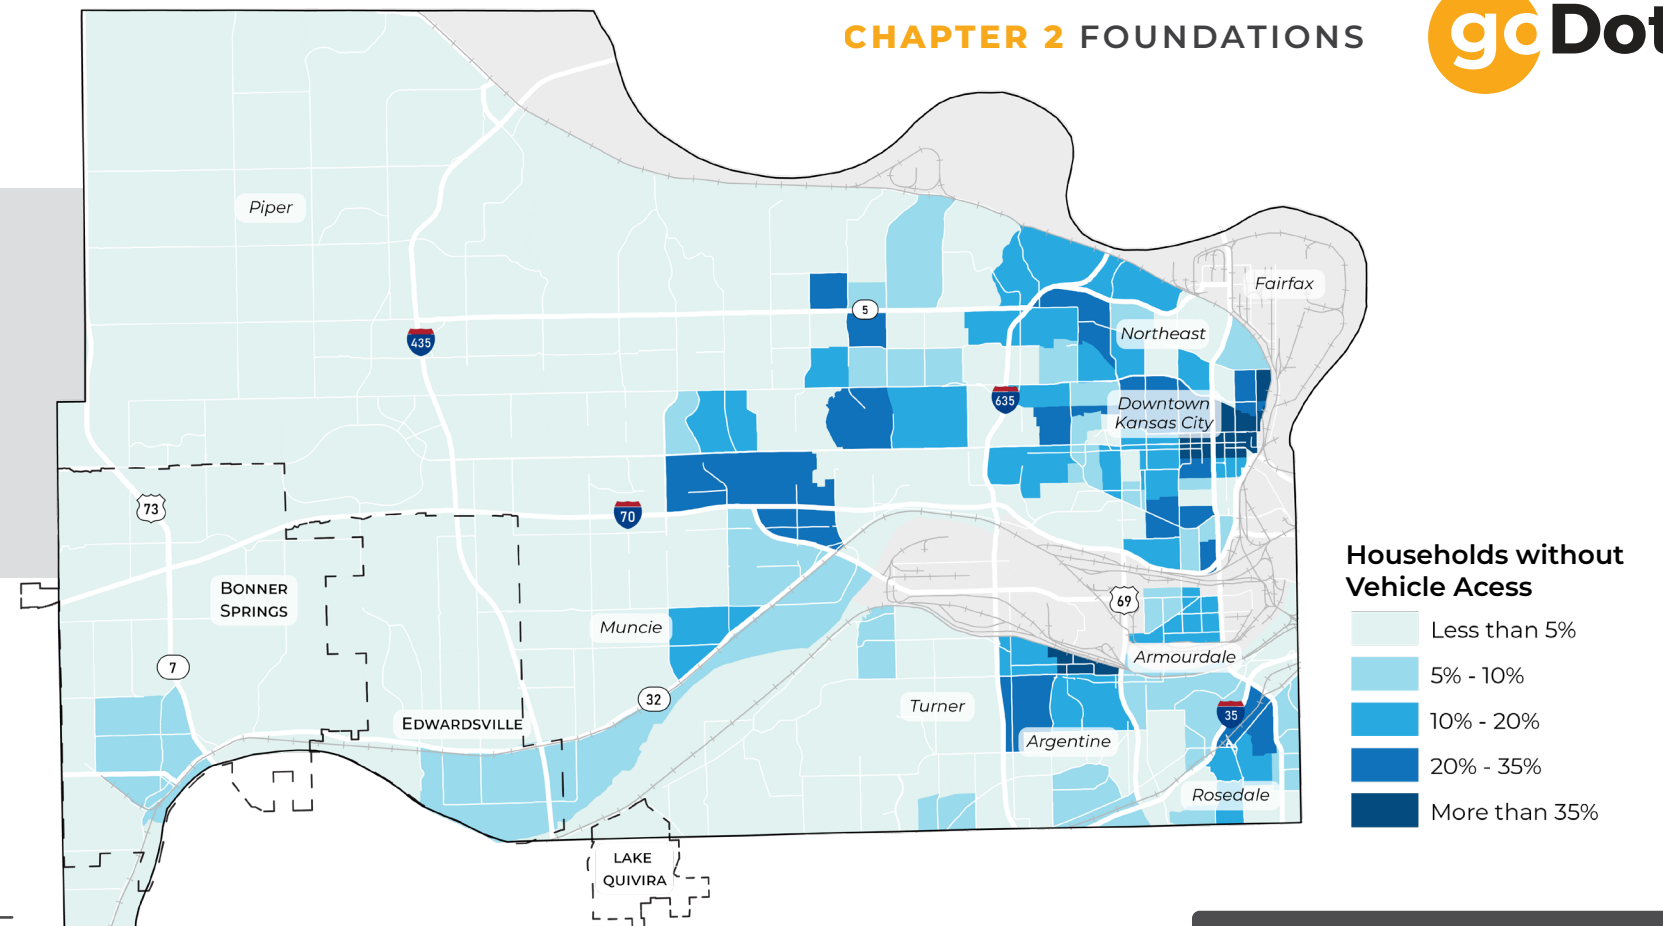 CHAPTER 2 FOUNDATIONS
goDot
Piper
Fairfax
5
Northeast
435
635
Downtown
Kansas City
73
70
Households without
Vehicle Acess
Less than 5%
5% - 10%
10% - 20%
20% - 35%
More than 35%
BONNER
SPRINGS
69
Muncie
Armourdale
7
32
Turner
35
EDWARDSVILLE
Argentine
Rosedale
LAKE
QUIVIRA